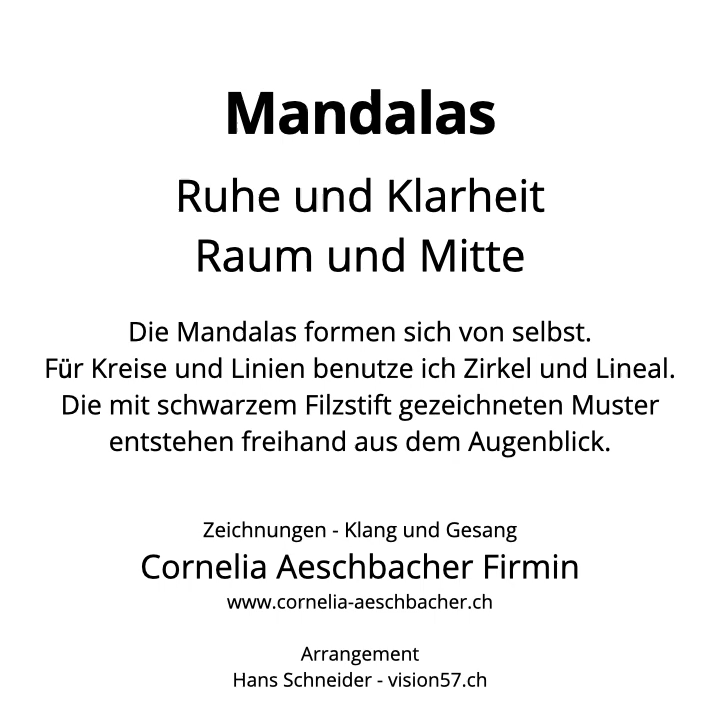 Mandalas
Ruhe und Klarheit
Raum und Mitte
Die Mandalas formen sich von selbst.
Für Kreise und Linien benutze ich Zirkel und Lineal.
Die mit schwarzem Filzstift gezeichneten Muster
entstehen freihand aus dem Augenblick.
Zeichnungen - Klang und Gesang
Cornelia Aeschbacher Firmin
www.cornelia-aeschbacher.ch
Arrangement
Hans Schneider - vision57.ch